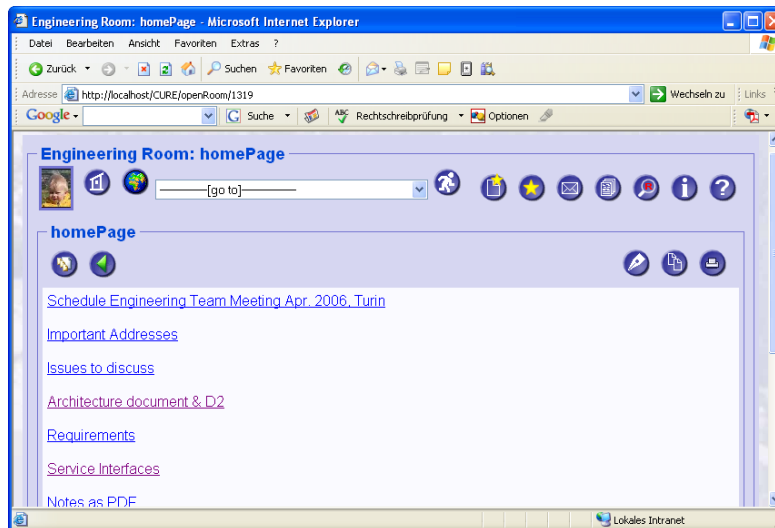 Engineering Room: homePage - Microsoft Internet Explorer
Datei Bearbeiten Ansicht Favoriten Extras ?
Zurück Suchen Favoriten
Adresse http://localhost/CURE/openRoom/1319 Wechseln zu Links
Google G Suche ABC Rechtschreibprüfung Optionen
Engineering Room: homePage
--------[go to]--------
homePage
Schedule Engineering Team Meeting Apr. 2006, Turin
Important Addresses
Issues to discuss
Architecture document & D2
Requirements
Service Interfaces
Notes as PDF
Lokales Intranet